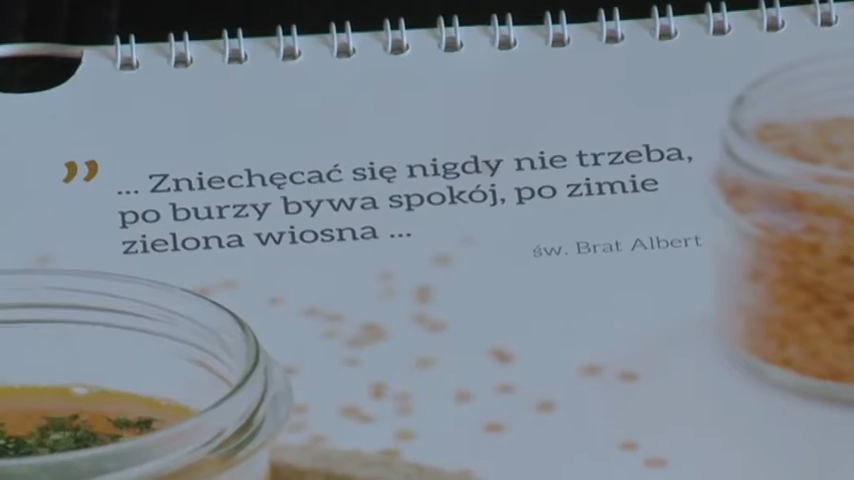 ” ... Zniechęcać się nigdy nie trzeba,
po burzy bywa spokój, po zimie
zielona wiosna ...
św. Brat Albert